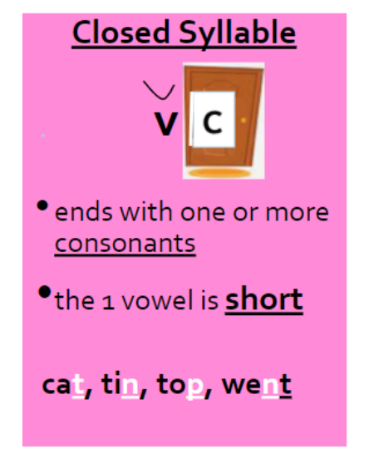 Closed Syllable
v C
• ends with one or more
consonants
• the 1 vowel is short
cat, tin, top, went